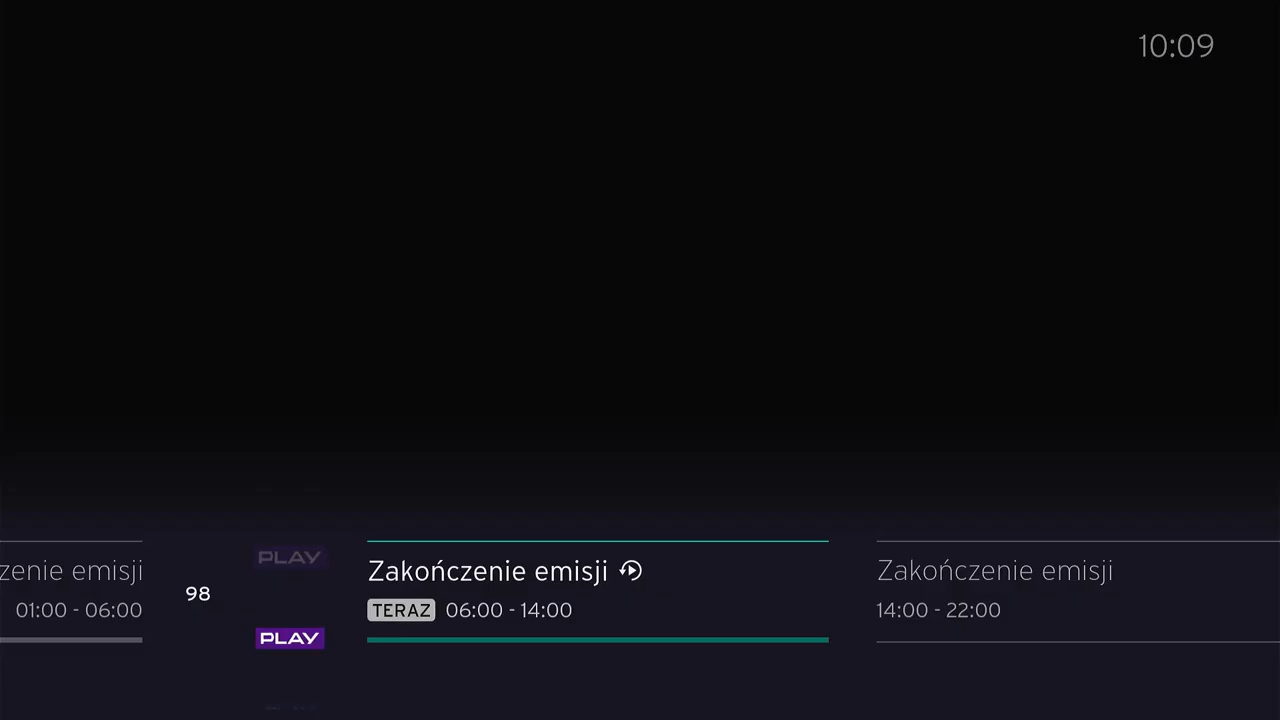 10:09
zenie emisji
01:00 - 06:00
98
PLAY
PLAY
Zakończenie emisji
TERAZ 06:00 - 14:00
Zakończenie emisji
14:00 - 22:00